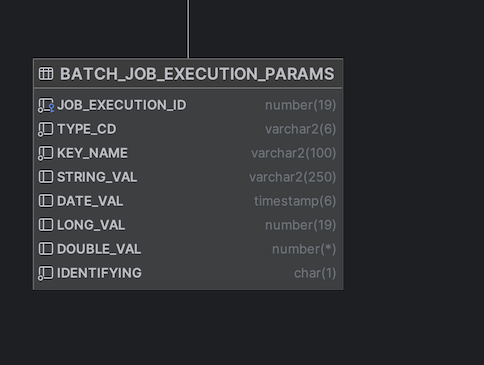 BATCH_JOB_EXECUTION_PARAMS
JOB_EXECUTION_ID number(19)
TYPE_CD varchar2(6)
KEY_NAME varchar2(100)
STRING_VAL varchar2(250)
DATE_VAL timestamp(6)
LONG_VAL number(19)
DOUBLE_VAL number(*)
IDENTIFYING char(1)